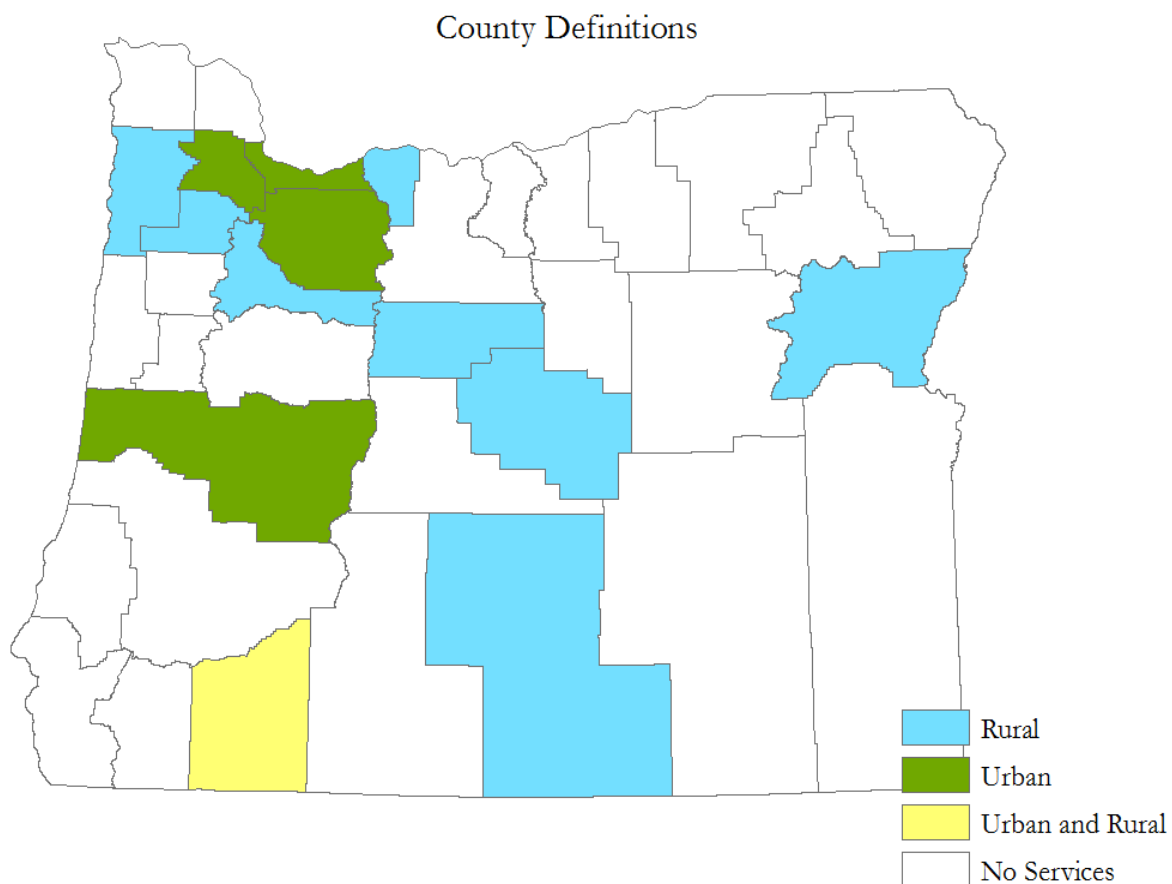 County Definitions
Rural
Urban
Urban and Rural
No Services